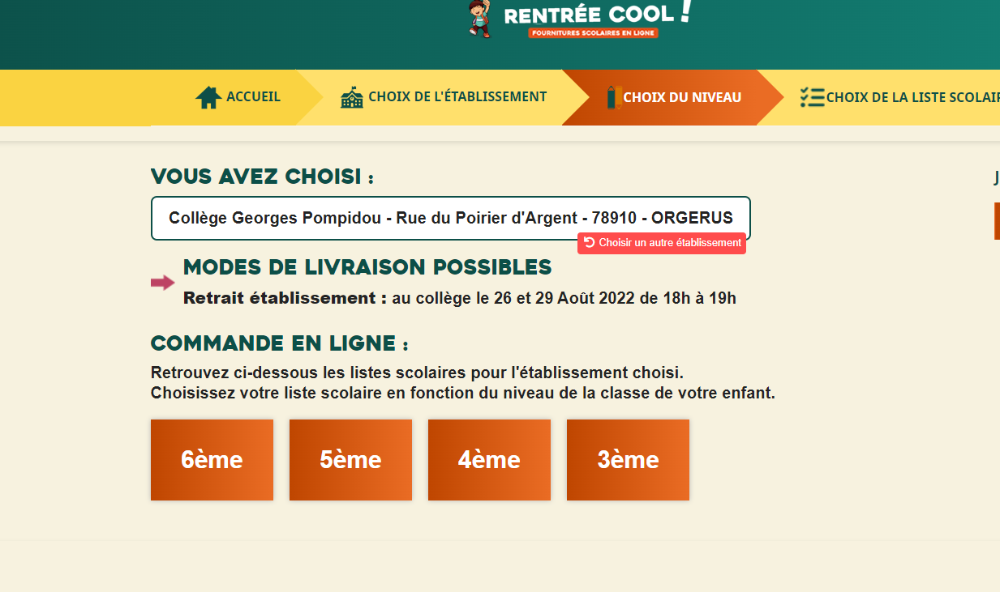 RENTRÉE COOL !
FOURNITURES SCOLAIRES EN LIGNE
ACCUEIL
CHOIX DE L'ÉTABLISSEMENT
CHOIX DU NIVEAU
CHOIX DE LA LISTE SCOLAIR
VOUS AVEZ CHOISI :
J
Collège Georges Pompidou - Rue du Poirier d'Argent - 78910 - ORGERUS
Choisir un autre établissement
MODES DE LIVRAISON POSSIBLES
Retrait établissement : au collège le 26 et 29 Août 2022 de 18h à 19h
COMMANDE EN LIGNE :
Retrouvez ci-dessous les listes scolaires pour l'établissement choisi.
Choisissez votre liste scolaire en fonction du niveau de la classe de votre enfant.
6ème
5ème
4ème
3ème